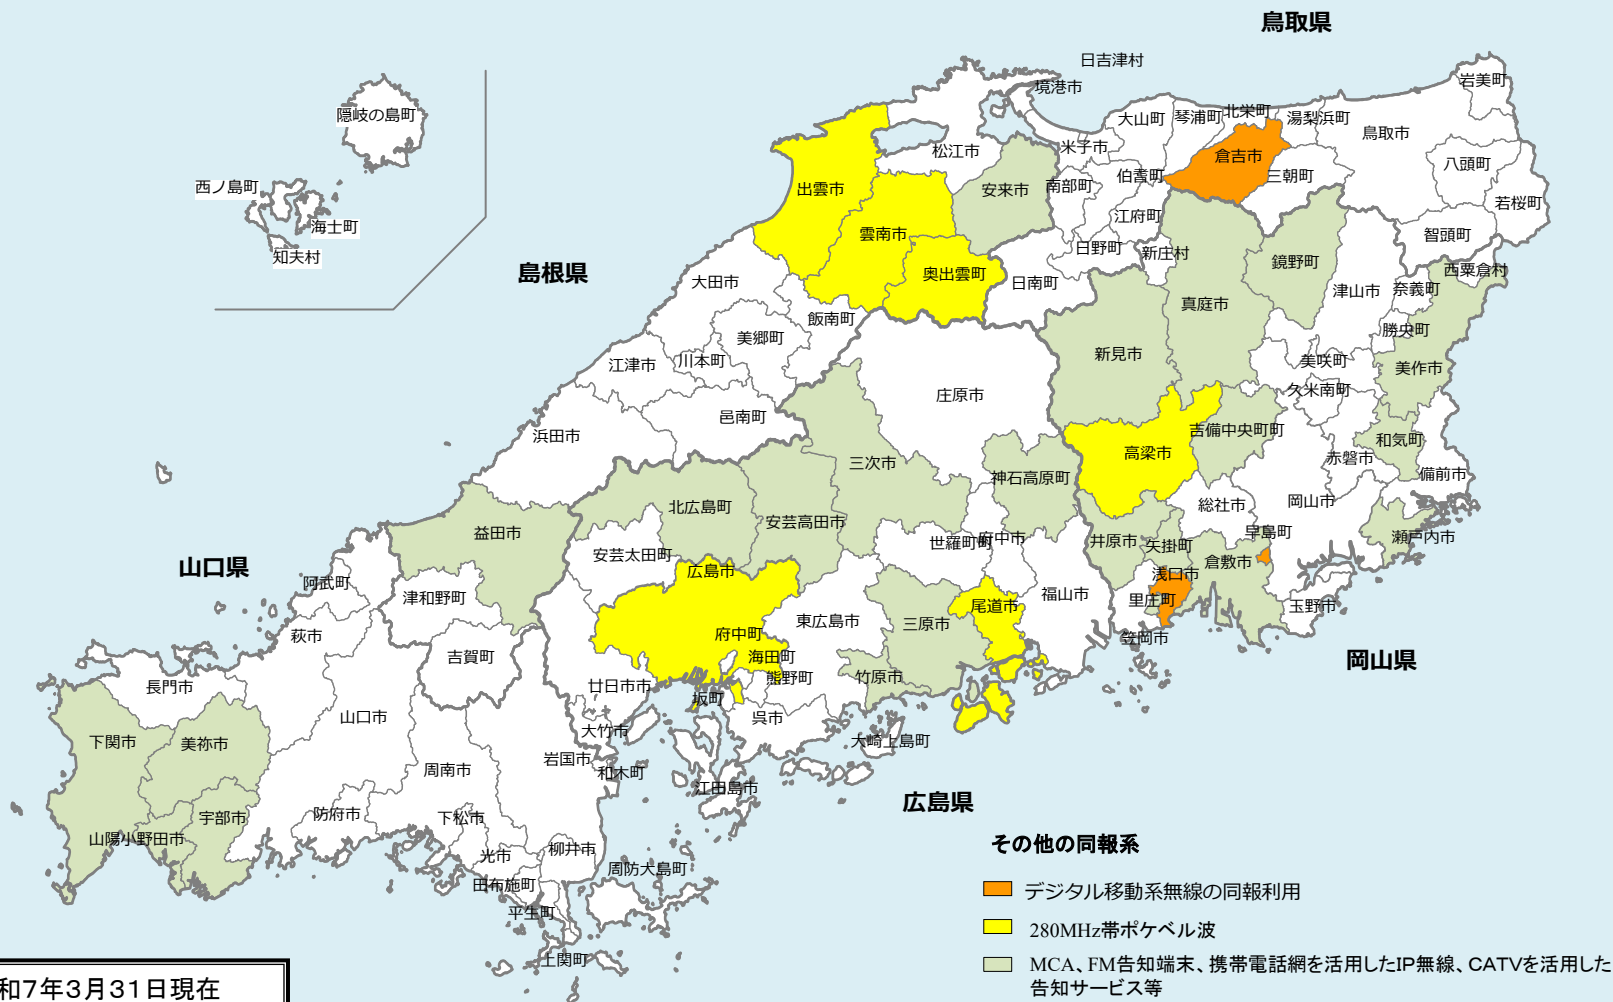 鳥取県
日吉津村
岩美町
境港市
隠岐の島町
大山町
琴浦町
北栄町
湯梨浜町
鳥取市
松江市
米子市
倉吉市
八頭町
西ノ島町
出雲市
安来市
南部町
伯耆町
三朝町
若桜町
海士町
雲南市
江府町
智頭町
知夫村
日野町
新庄村
島根県
奥出雲町
日南町
鏡野町
西粟倉村
大田市
真庭市
津山市
奈義町
飯南町
美郷町
勝央町
江津市
川本町
新見市
美咲町
美作市
庄原市
久米南町
邑南町
浜田市
吉備中央町町
和気町
三次市
高梁市
赤磐市
神石高原町
備前市
北広島町
総社市
岡山市
益田市
安芸高田市
早島町
瀬戸内市
安芸太田町
世羅町町
府中市
井原市
矢掛町
倉敷市
山口県
広島市
浅口市
阿武町
津和野町
尾道市
福山市
里庄町
玉野市
萩市
府中町
東広島市
三原市
笠岡市
吉賀町
海田町
岡山県
長門市
廿日市市
熊野町
竹原市
坂町
山口市
呉市
大竹市
下関市
美祢市
大崎上島町
岩国市
周南市
和木町
江田島市
広島県
防府市
下松市
宇部市
山陽小野田市
光市
柳井市
周防大島町
田布施町
平生町
上関町
その他の同報系
デジタル移動系無線の同報利用
280MHz帯ポケベル波
MCA、FM告知端末、携帯電話網を活用したIP無線、CATVを活用した
告知サービス等
和7年3月31日現在